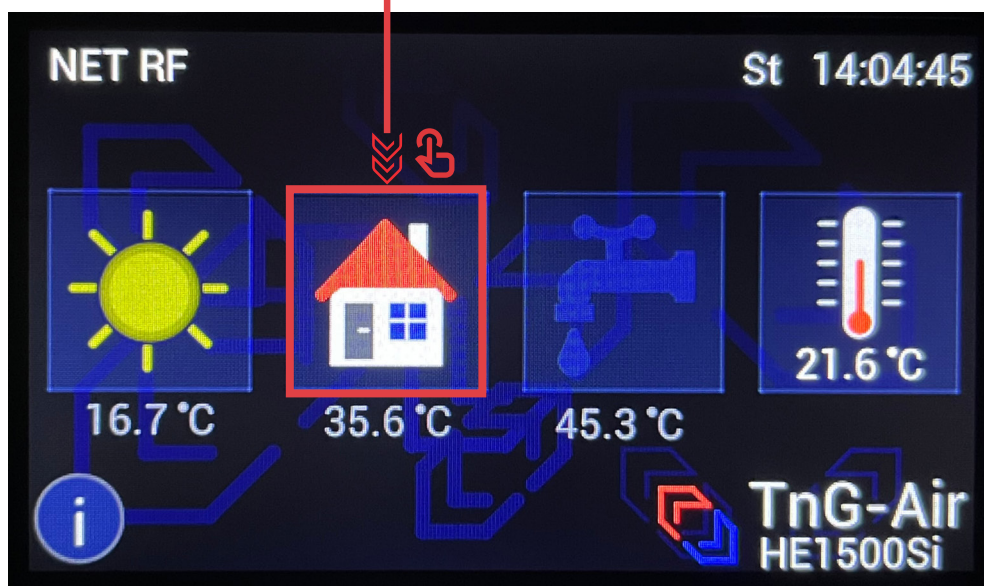 NET RF
St 14:04:45
21.6 °C
16.7 °C
35.6 °C
45.3 °C
i
TnG-Air
HE1500Si